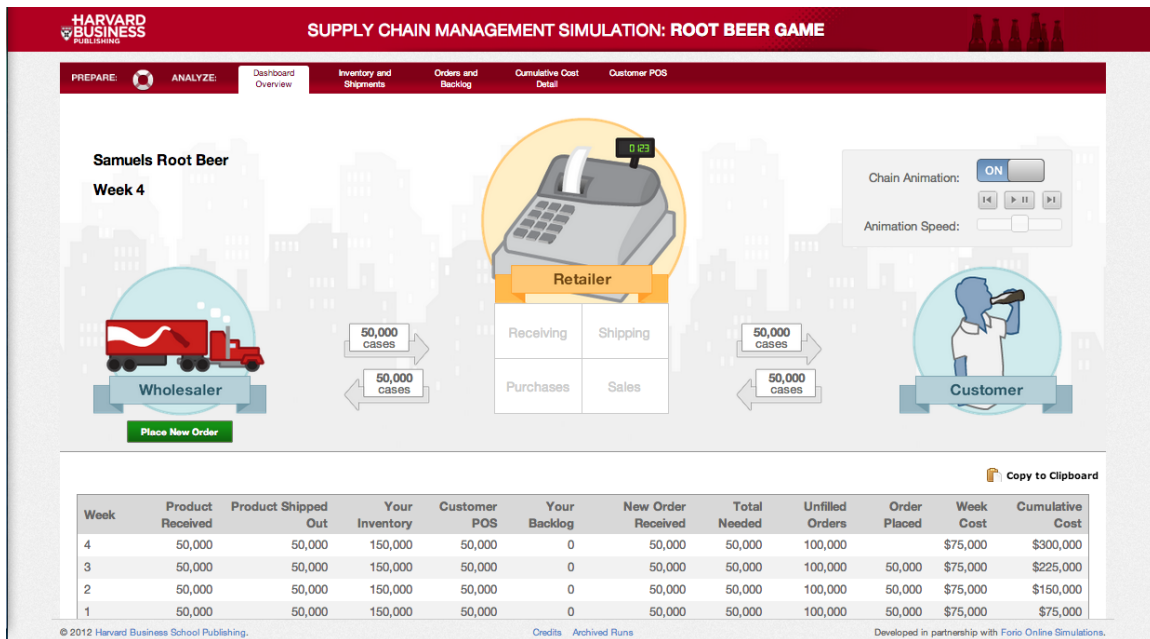 HARVARD
BUSINESS
PUBLISHING
SUPPLY CHAIN MANAGEMENT SIMULATION: ROOT BEER GAME
PREPARE: ANALYZE: Dashboard Overview Inventory and Shipments Orders and Backlog Cumulative Cost Detail Customer POS
Samuels Root Beer
Week 4
0123
Chain Animation: ON
Animation Speed:
Retailer
Receiving Shipping
Purchases Sales
50,000 cases
50,000 cases
50,000 cases
50,000 cases
Wholesaler
Customer
Place New Order
Copy to Clipboard
Week Product Received Product Shipped Out Your Inventory Customer POS Your Backlog New Order Received Total Needed Unfilled Orders Order Placed Week Cost Cumulative Cost
4 50,000 50,000 150,000 50,000 0 50,000 50,000 100,000 $75,000 $300,000
3 50,000 50,000 150,000 50,000 0 50,000 50,000 100,000 50,000 $75,000 $225,000
2 50,000 50,000 150,000 50,000 0 50,000 50,000 100,000 50,000 $75,000 $150,000
1 50,000 50,000 150,000 50,000 0 50,000 50,000 100,000 50,000 $75,000 $75,000
© 2012 Harvard Business School Publishing. Credits Archived Runs Developed in partnership with Forio Online Simulations.